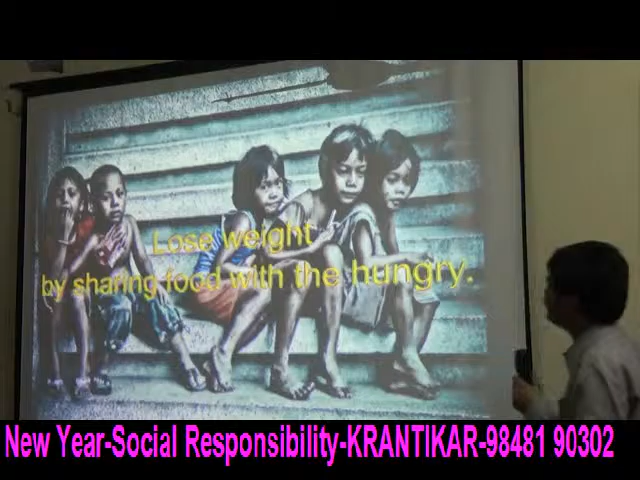 Lose weight
by sharing food with the hungry.
New Year-Social Responsibility-KRANTIKAR-98481 90302